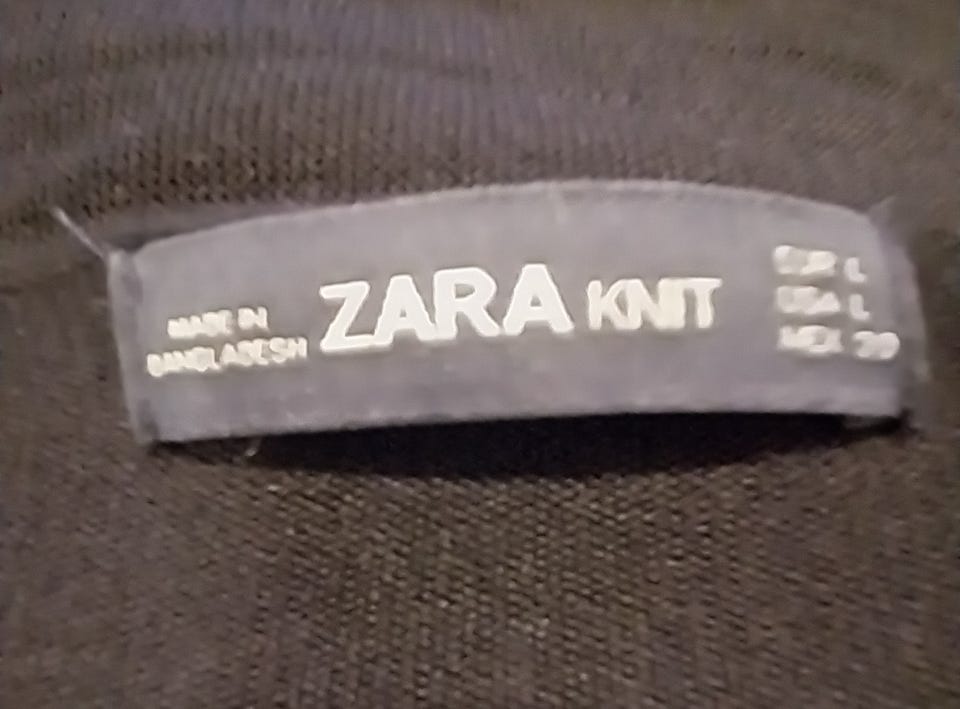 MADE IN
BANGLADESH
ZARA KNIT
EUR L
USA L
MEX